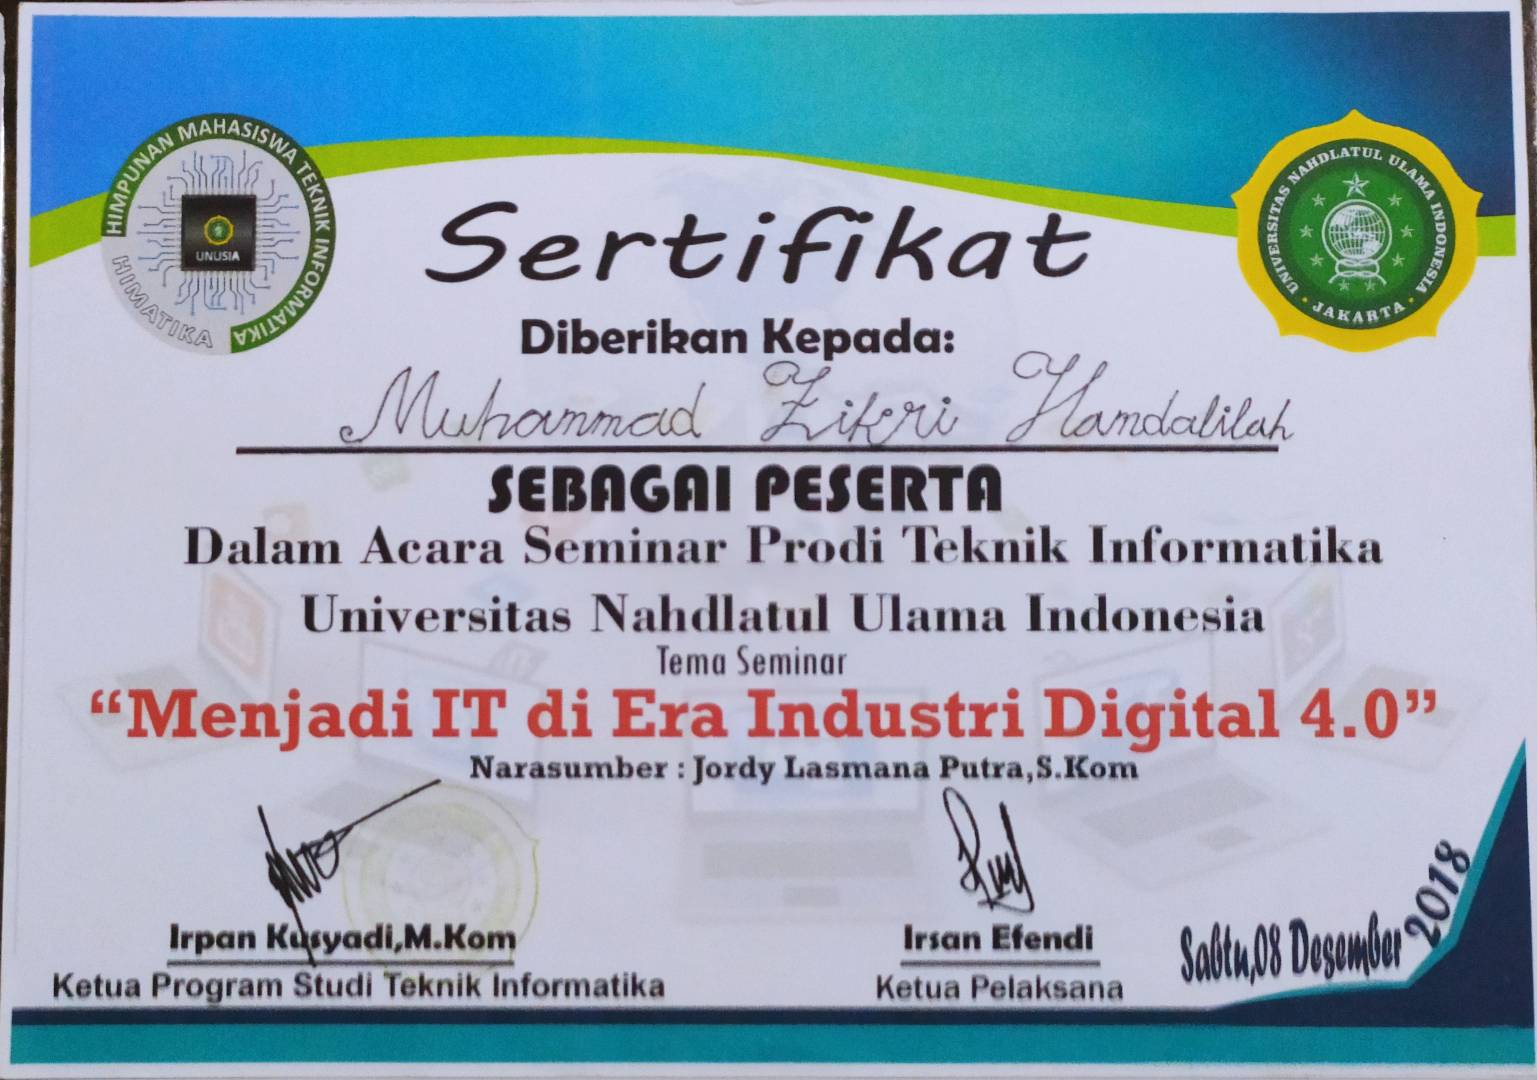 HIMPUNAN MAHASISWA TEKNIK INFORMATIKA
HIMATIKA
UNUSIA
UNIVERSITAS NAHDLATUL ULAMA INDONESIA
JAKARTA
Sertifikat
Diberikan Kepada:
Muhammad Zikri Hamdalilah
SEBAGAI PESERTA
Dalam Acara Seminar Prodi Teknik Informatika
Universitas Nahdlatul Ulama Indonesia
Tema Seminar
“Menjadi IT di Era Industri Digital 4.0”
Narasumber : Jordy Lasmana Putra,S.Kom
Irpan Kusyadi,M.Kom
Ketua Program Studi Teknik Informatika
Irsan Efendi
Ketua Pelaksana
Sabtu,08 Desember 2018